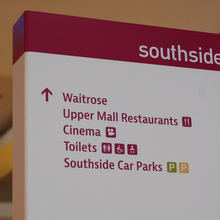 southside
Waitrose
Upper Mall Restaurants
Cinema
Toilets
Southside Car Parks P P